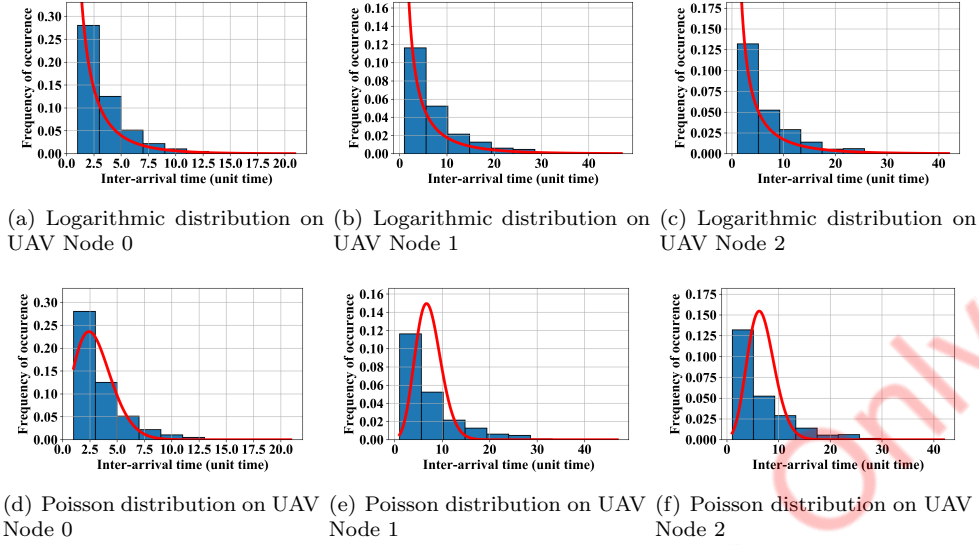 0.30
0.25
0.20
0.15
0.10
0.05
0.00
0.0 2.5 5.0 7.5 10.0 12.5 15.0 17.5 20.0
Frequency of occurence
Inter-arrival time (unit time)
0.16
0.14
0.12
0.10
0.08
0.06
0.04
0.02
0.00
0 10 20 30 40
Frequency of occurence
Inter-arrival time (unit time)
0.175
0.150
0.125
0.100
0.075
0.050
0.025
0.000
0 10 20 30 40
Frequency of occurence
Inter-arrival time (unit time)
(a) Logarithmic distribution on
UAV Node 0
(b) Logarithmic distribution on
UAV Node 1
(c) Logarithmic distribution on
UAV Node 2
0.30
0.25
0.20
0.15
0.10
0.05
0.00
0.0 2.5 5.0 7.5 10.0 12.5 15.0 17.5 20.0
Frequency of occurence
Inter-arrival time (unit time)
0.16
0.14
0.12
0.10
0.08
0.06
0.04
0.02
0.00
0 10 20 30 40
Frequency of occurence
Inter-arrival time (unit time)
0.175
0.150
0.125
0.100
0.075
0.050
0.025
0.000
0 10 20 30 40
Frequency of occurence
Inter-arrival time (unit time)
(d) Poisson distribution on UAV
Node 0
(e) Poisson distribution on UAV
Node 1
(f) Poisson distribution on UAV
Node 2
Only